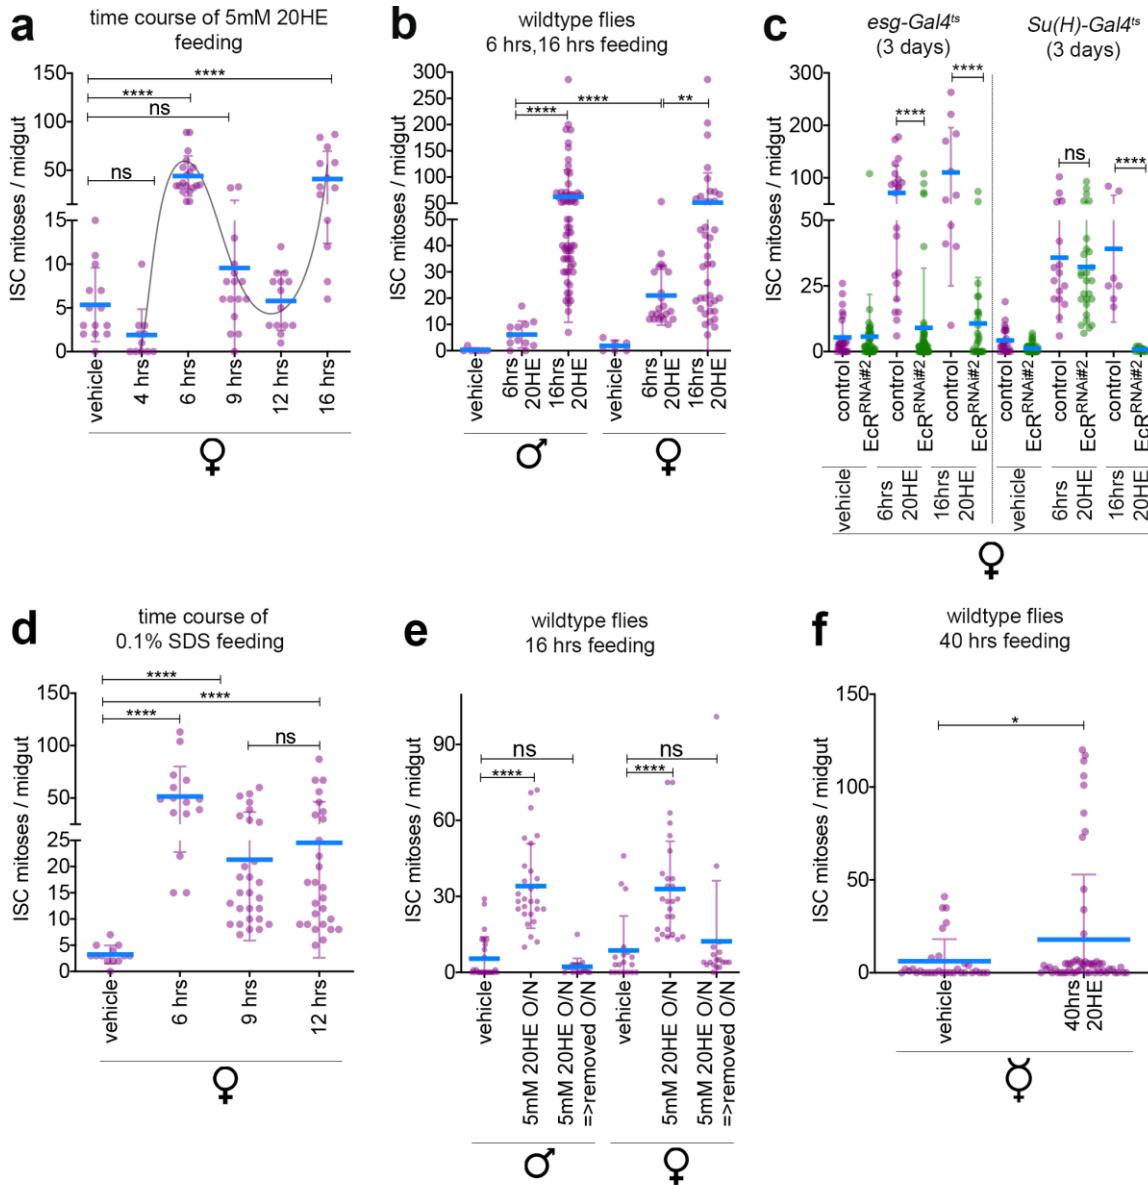 a
time course of 5mM 20HE
feeding
ISC mitoses / midgut
150
100
50
15
10
5
0
****
****
ns
ns
vehicle
4 hrs
6 hrs
9 hrs
12 hrs
16 hrs
♀
b
wildtype flies
6 hrs,16 hrs feeding
ISC mitoses / midgut
300
250
200
150
100
50
50
40
30
20
10
0
****
****
**
vehicle
6hrs 20HE
16hrs 20HE
vehicle
6hrs 20HE
16hrs 20HE
♂
♀
c
esg-Gal4ts
(3 days)
Su(H)-Gal4ts
(3 days)
ISC mitoses / midgut
300
200
100
50
0
****
****
ns
****
control
EcRRNAi#2
control
EcRRNAi#2
control
EcRRNAi#2
control
EcRRNAi#2
control
EcRRNAi#2
control
EcRRNAi#2
vehicle
6hrs 20HE
16hrs 20HE
vehicle
6hrs 20HE
16hrs 20HE
♀
d
time course of
0.1% SDS feeding
ISC mitoses / midgut
150
100
50
25
20
15
10
5
0
****
****
****
ns
vehicle
6 hrs
9 hrs
12 hrs
♀
e
wildtype flies
16 hrs feeding
ISC mitoses / midgut
90
60
30
0
ns
****
ns
****
vehicle
5mM 20HE O/N
5mM 20HE O/N
=>removed O/N
vehicle
5mM 20HE O/N
5mM 20HE O/N
=>removed O/N
♂
♀
f
wildtype flies
40 hrs feeding
ISC mitoses / midgut
150
100
50
0
*
vehicle
40hrs
20HE